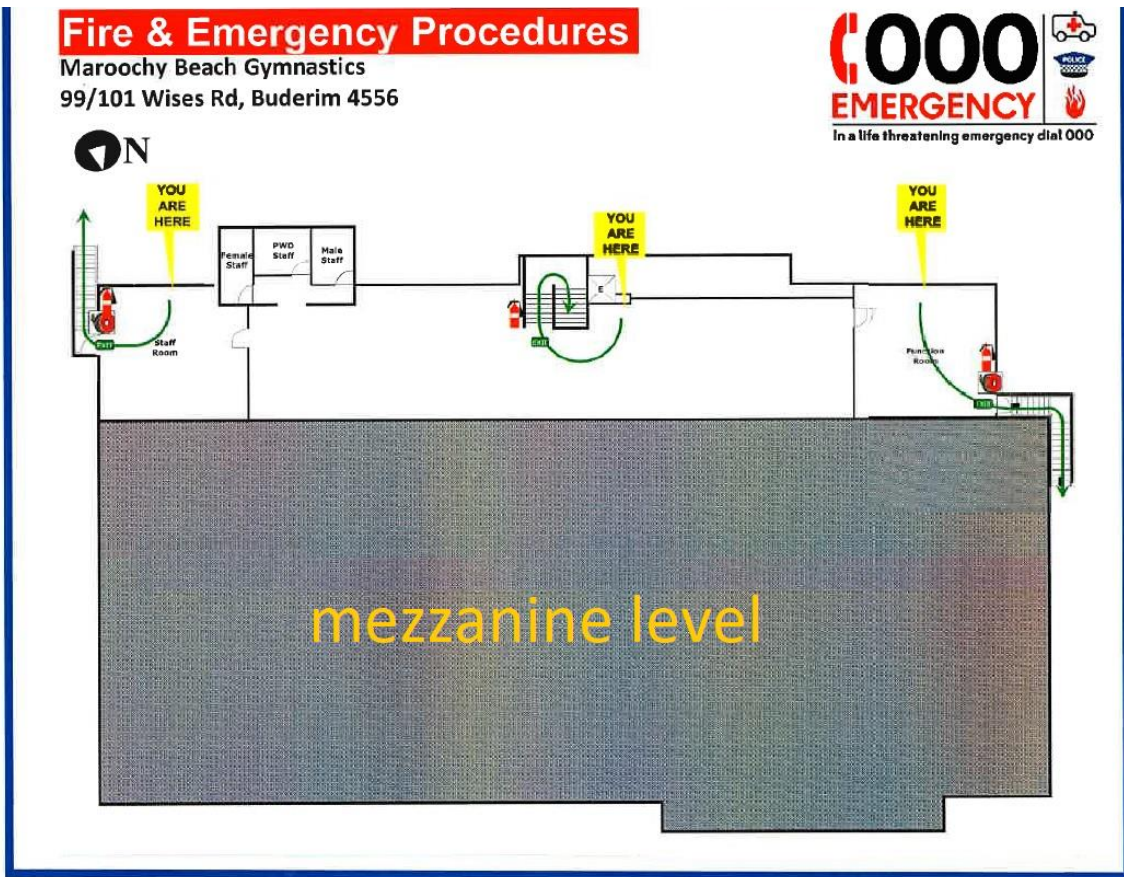 Fire & Emergency Procedures
Maroochy Beach Gymnastics
99/101 Wises Rd, Buderim 4556
000
EMERGENCY
POLICE
In a life threatening emergency dial 000
N
YOU
ARE
HERE
YOU
ARE
HERE
YOU
ARE
HERE
Female
Staff
PWD
Staff
Male
Staff
E
EXIT
Staff
Room
EXIT
Function
Room
EXIT
mezzanine level